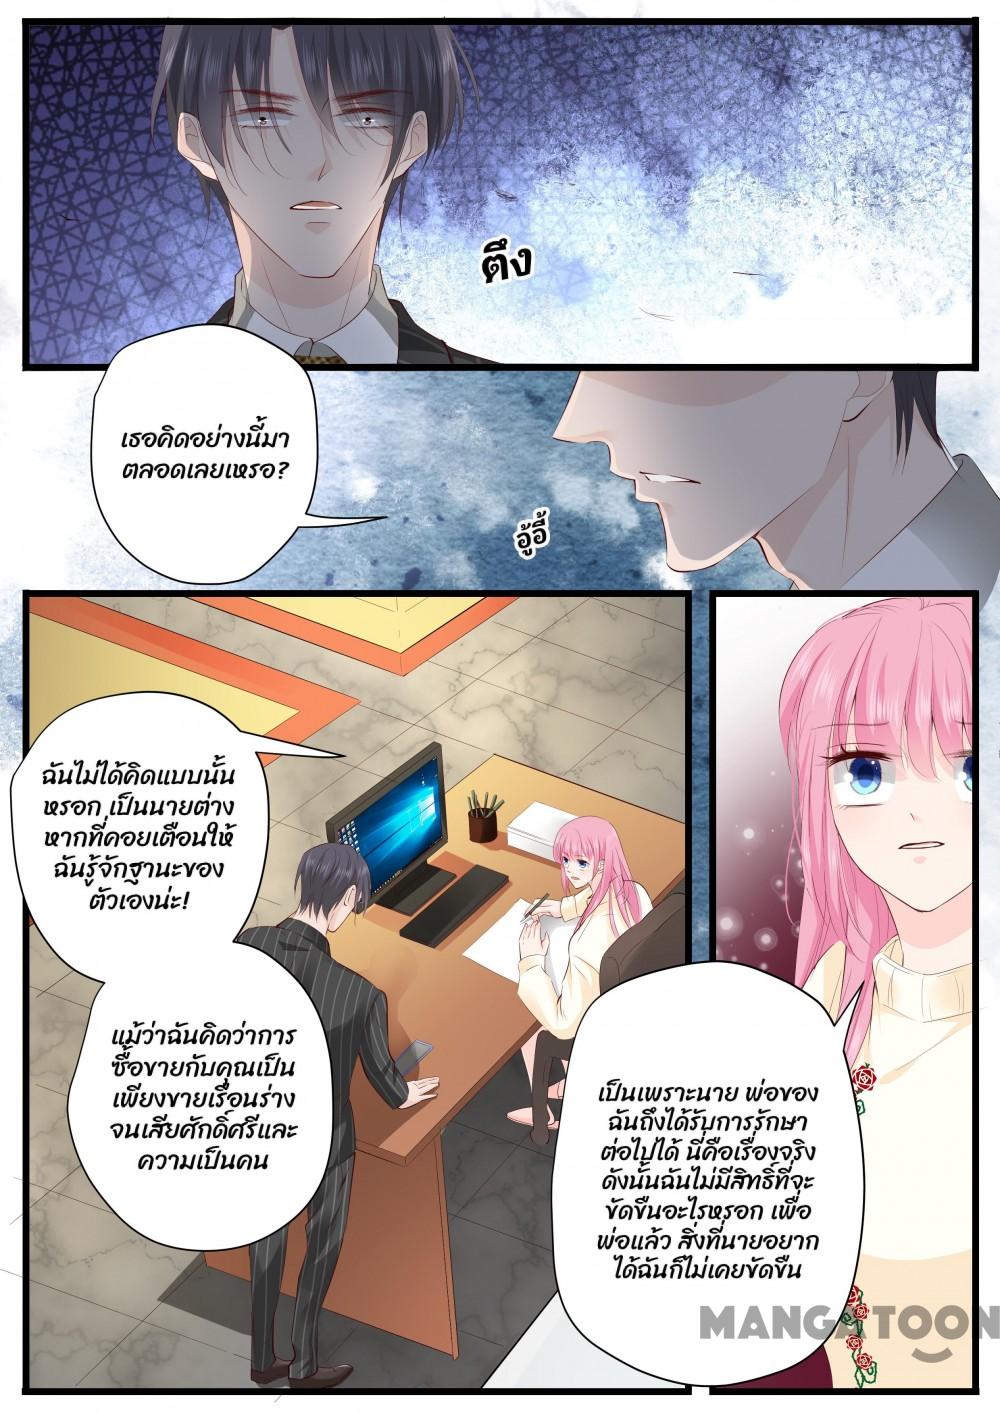 ตึง
เธอคิดอย่างนี้มา
ตลอดเลยเหรอ?
อู้อี้
ฉันไม่ได้คิดแบบนั้น
หรอก เป็นนายต่าง
หากที่คอยเตือนให้
ฉันรู้จักฐานะของ
ตัวเองน่ะ!
แม้ว่าฉันคิดว่าการ
ซื้อขายกับคุณเป็น
เพียงขายเรือนร่าง
จนเสียศักดิ์ศรีและ
ความเป็นคน
เป็นเพราะนาย พ่อของ
ฉันถึงได้รับการรักษา
ต่อไปได้ นี่คือเรื่องจริง
ดังนั้นฉันไม่มีสิทธิ์ที่จะ
ขัดขืนอะไรหรอก เพื่อ
พ่อแล้ว สิ่งที่นายอยาก
ได้ฉันก็ไม่เคยขัดขืน
MANGATOON